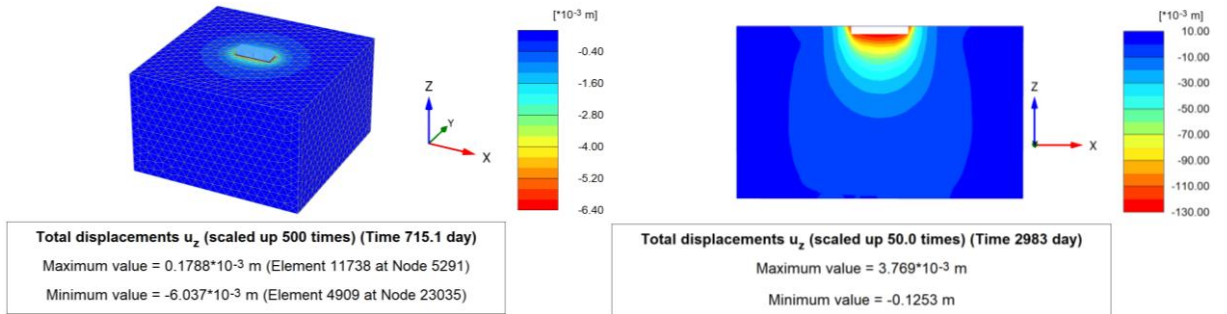 [*10⁻³ m]
-0.40
-1.60
-2.80
-4.00
-5.20
-6.40
Z
Y
X
Total displacements u_z (scaled up 500 times) (Time 715.1 day)
Maximum value = 0.1788*10⁻³ m (Element 11738 at Node 5291)
Minimum value = -6.037*10⁻³ m (Element 4909 at Node 23035)
[*10⁻³ m]
10.00
-10.00
-30.00
-50.00
-70.00
-90.00
-110.00
-130.00
Z
X
Total displacements u_z (scaled up 50.0 times) (Time 2983 day)
Maximum value = 3.769*10⁻³ m
Minimum value = -0.1253 m